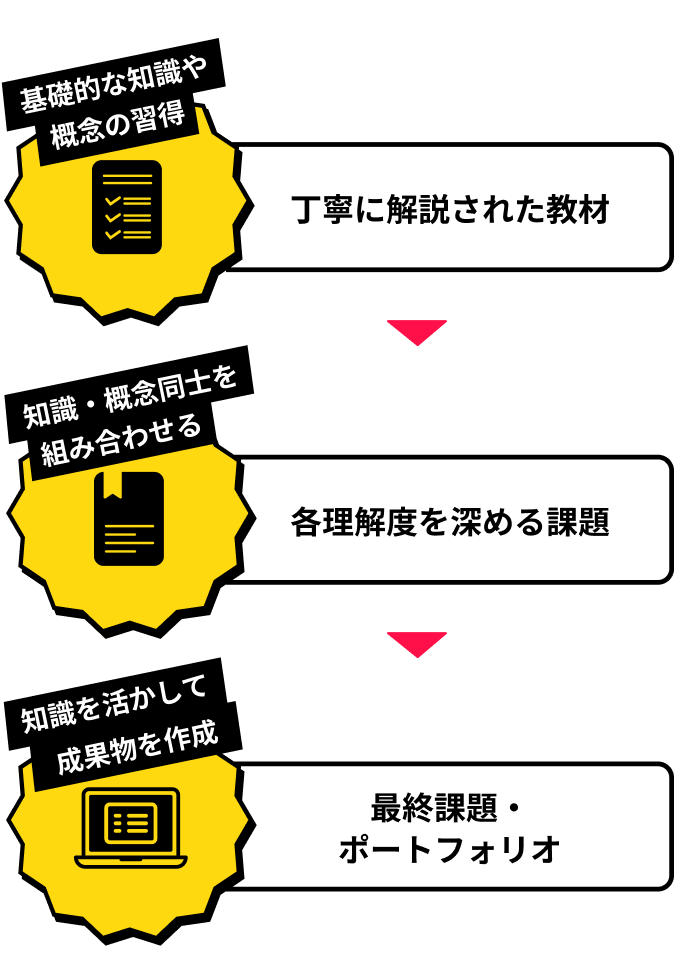 基礎的な知識や
概念の習得
丁寧に解説された教材
知識・概念同士を
組み合わせる
各理解度を深める課題
知識を活かして
成果物を作成
最終課題・
ポートフォリオ